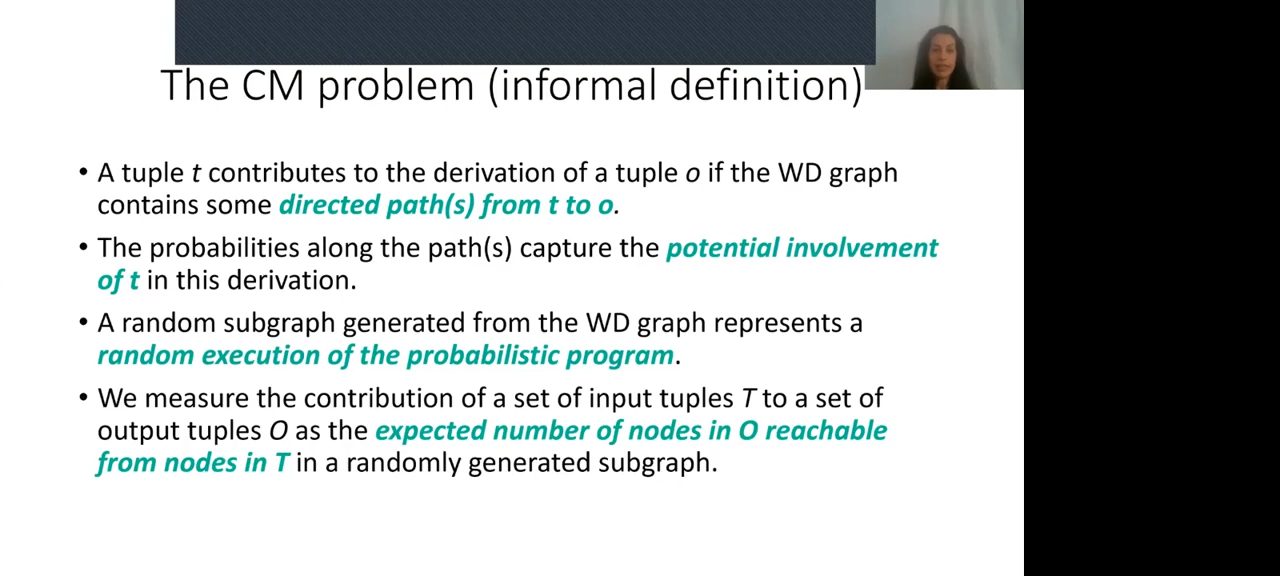 The CM problem (informal definition)
• A tuple t contributes to the derivation of a tuple o if the WD graph
contains some directed path(s) from t to o.
• The probabilities along the path(s) capture the potential involvement
of t in this derivation.
• A random subgraph generated from the WD graph represents a
random execution of the probabilistic program.
• We measure the contribution of a set of input tuples T to a set of
output tuples O as the expected number of nodes in O reachable
from nodes in T in a randomly generated subgraph.